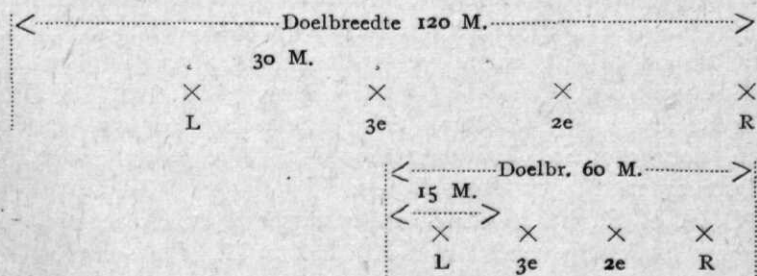 Doelbreedte 120 M.
30 M.
L 3e 2e R
Doelbr. 60 M.
15 M.
L 3e 2e R